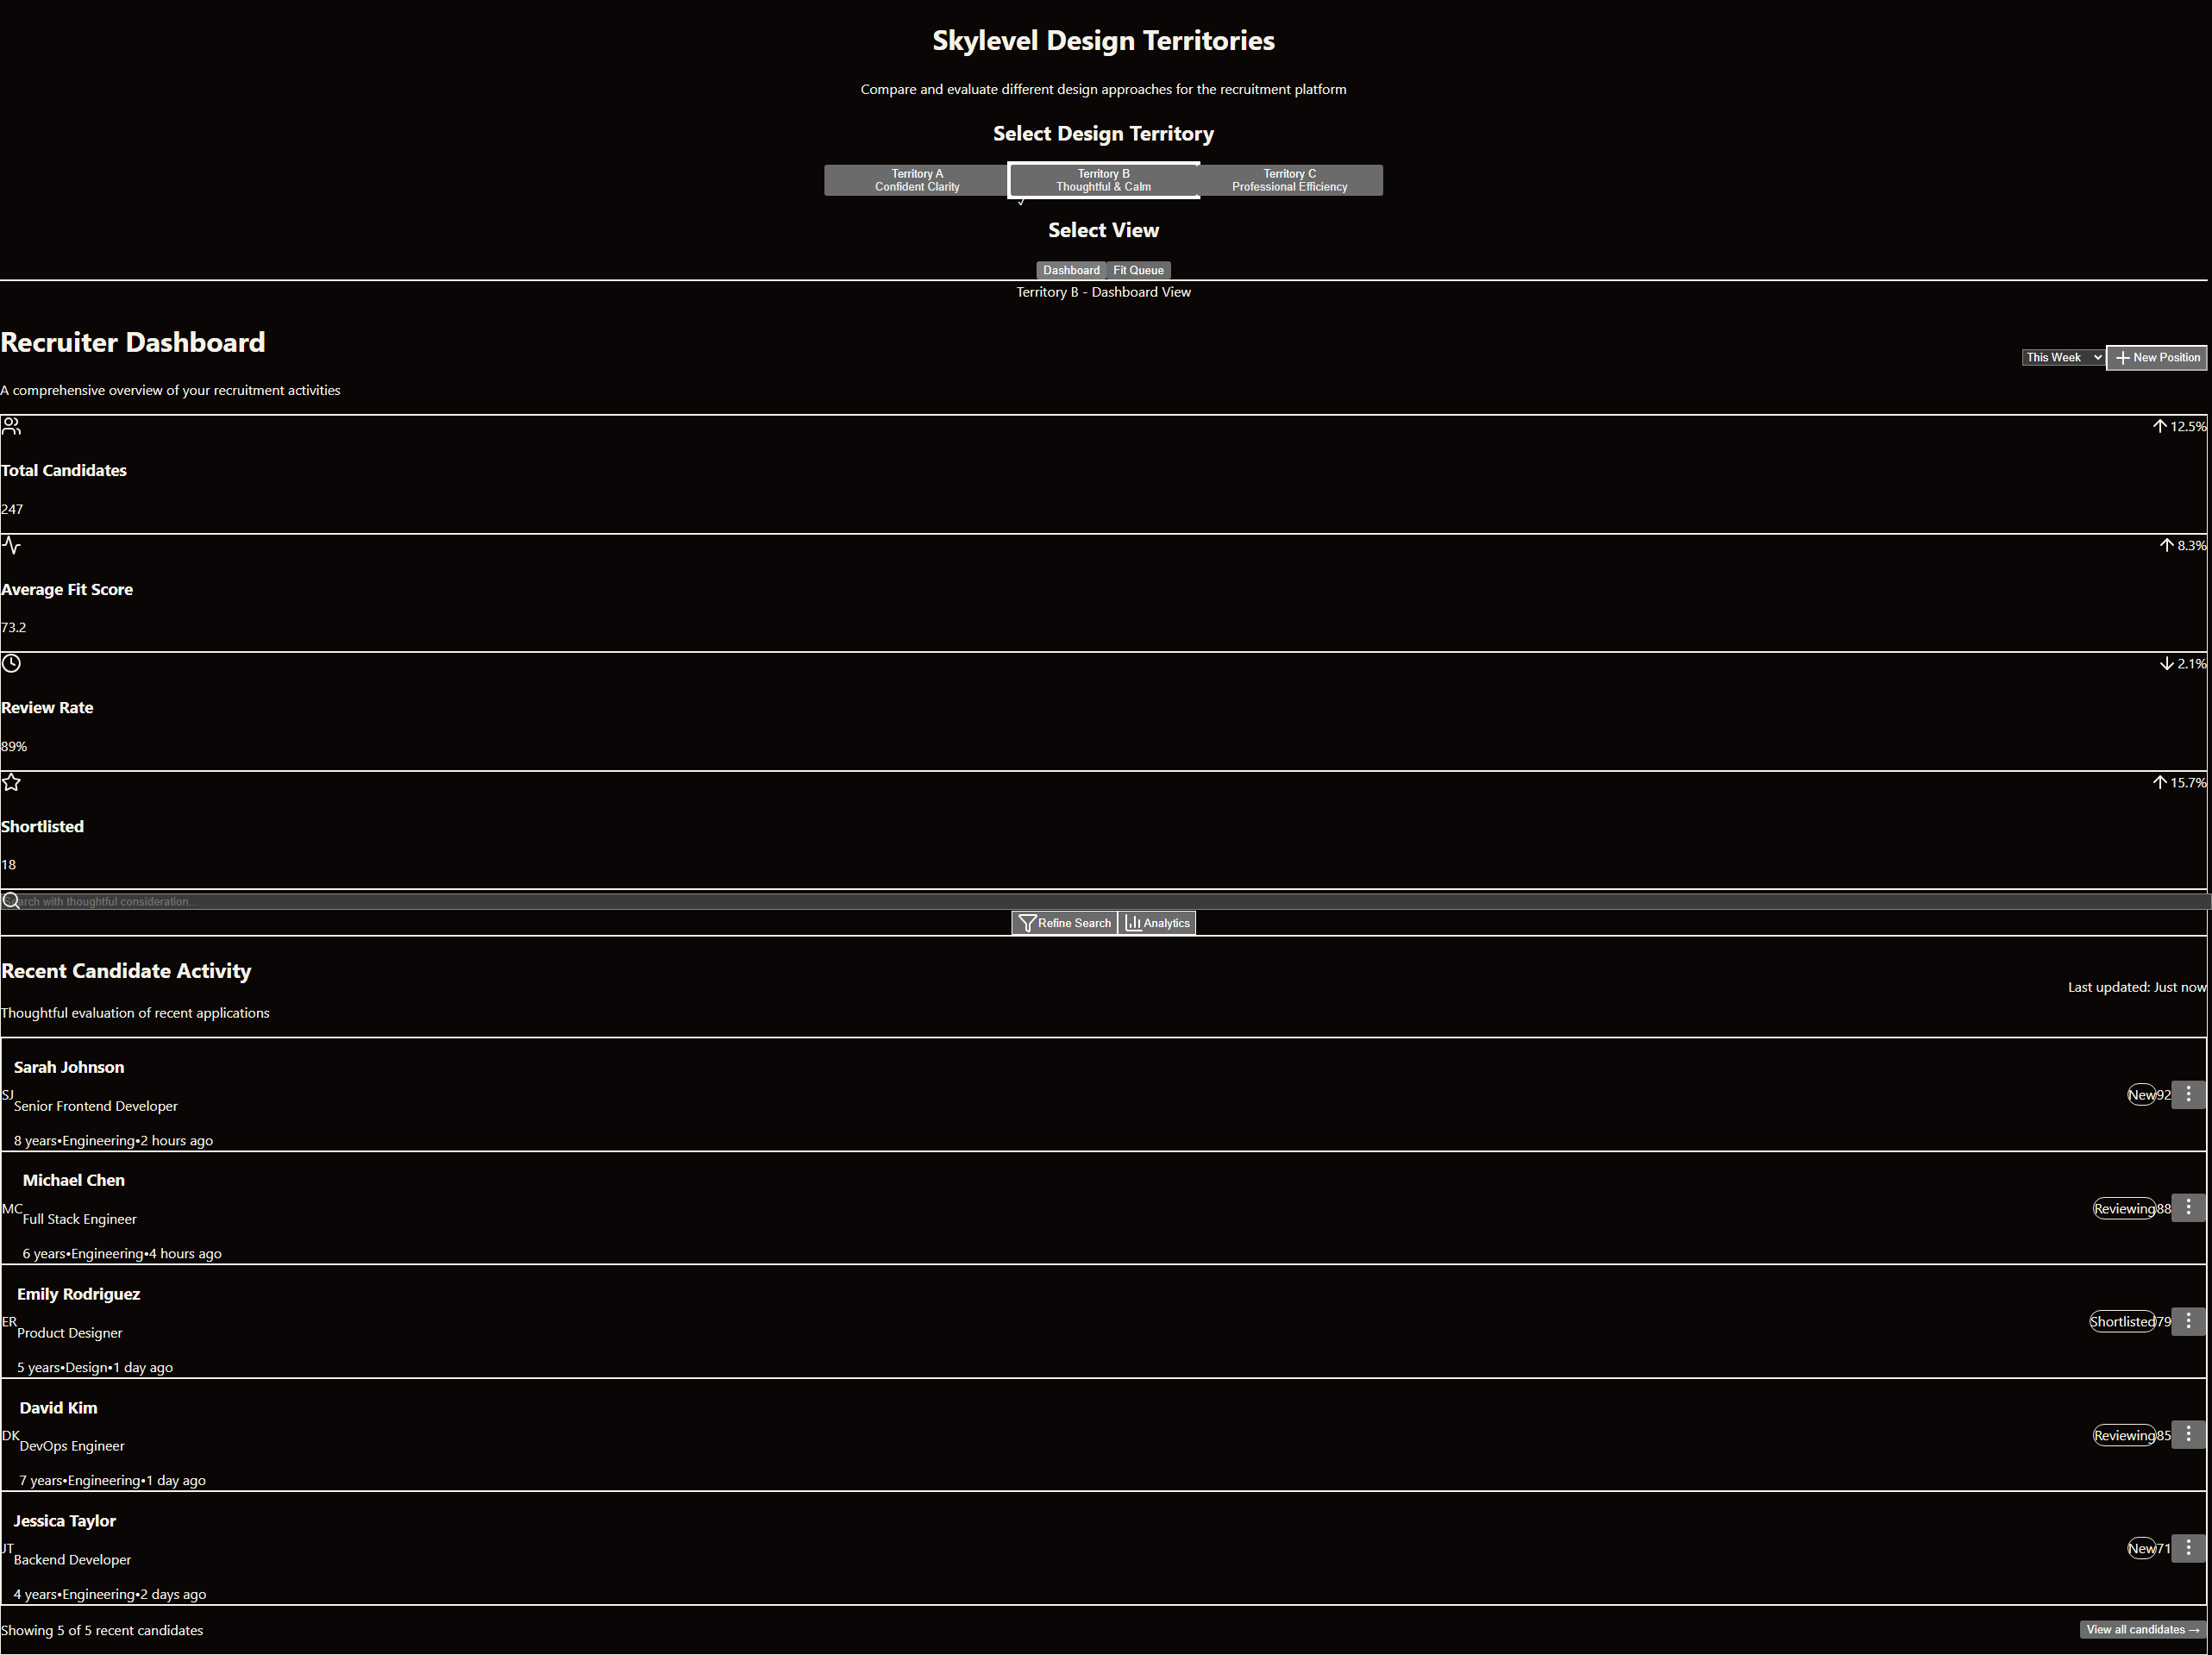 Skylevel Design Territories
Compare and evaluate different design approaches for the recruitment platform
Select Design Territory
Territory A
Confident Clarity
Territory B
Thoughtful & Calm
Territory C
Professional Efficiency
✓
Select View
Dashboard
Fit Queue
Territory B - Dashboard View
Recruiter Dashboard
This Week
New Position
A comprehensive overview of your recruitment activities
12.5%
Total Candidates
247
8.3%
Average Fit Score
73.2
2.1%
Review Rate
89%
15.7%
Shortlisted
18
Search with thoughtful consideration...
Refine Search
Analytics
Recent Candidate Activity
Last updated: Just now
Thoughtful evaluation of recent applications
SJ
Sarah Johnson
Senior Frontend Developer
8 years•Engineering•2 hours ago
New 92
MC
Michael Chen
Full Stack Engineer
6 years•Engineering•4 hours ago
Reviewing 88
ER
Emily Rodriguez
Product Designer
5 years•Design•1 day ago
Shortlisted 79
DK
David Kim
DevOps Engineer
7 years•Engineering•1 day ago
Reviewing 85
JT
Jessica Taylor
Backend Developer
4 years•Engineering•2 days ago
New 71
Showing 5 of 5 recent candidates
View all candidates →